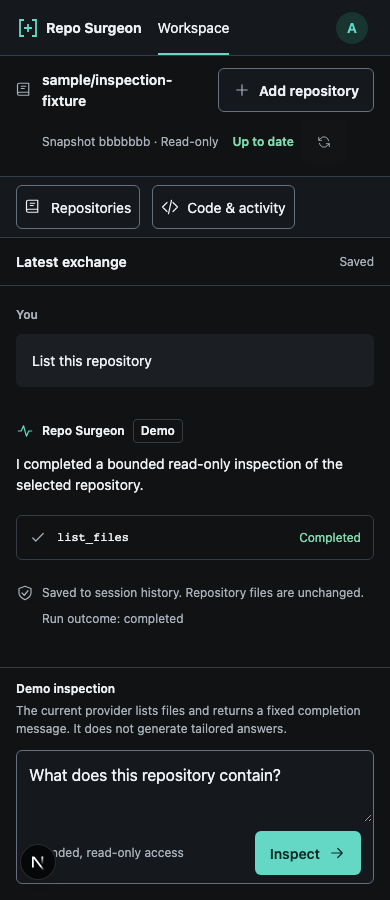 [+] Repo Surgeon Workspace A
sample/inspection-
fixture
Add repository
Snapshot bbbbbbb · Read-only Up to date
Repositories Code & activity
Latest exchange Saved
You
List this repository
Repo Surgeon Demo
I completed a bounded read-only inspection of the
selected repository.
list_files Completed
Saved to session history. Repository files are unchanged.
Run outcome: completed
Demo inspection
The current provider lists files and returns a fixed completion
message. It does not generate tailored answers.
What does this repository contain?
N nded, read-only access Inspect